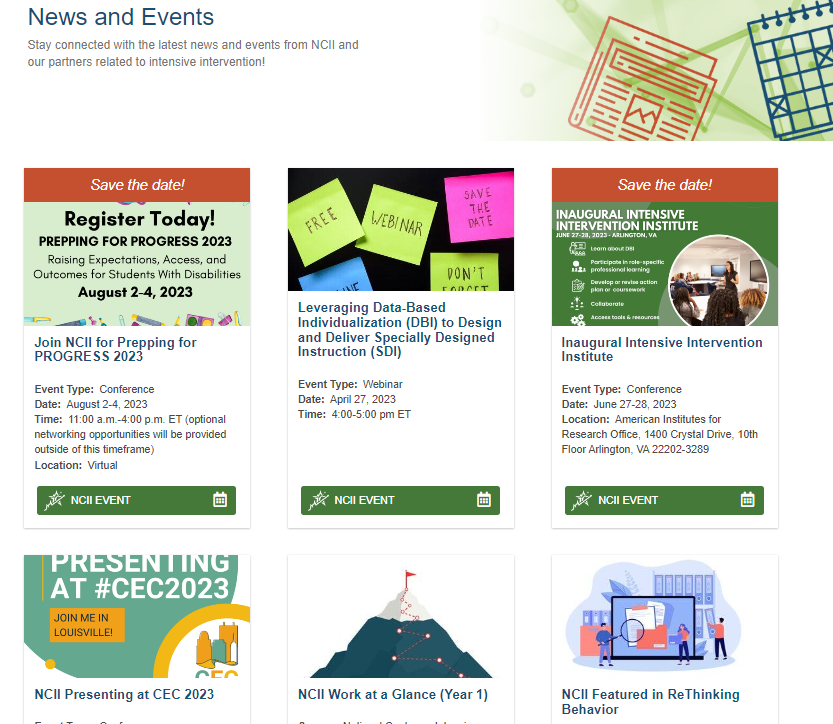 News and Events
Stay connected with the latest news and events from NCII and
our partners related to intensive intervention!
Save the date!
Register Today!
PREPPING FOR PROGRESS 2023
Raising Expectations, Access, and
Outcomes for Students With Disabilities
August 2-4, 2023
Join NCII for Prepping for
PROGRESS 2023
Event Type: Conference
Date: August 2-4, 2023
Time: 11:00 a.m.-4:00 p.m. ET (optional
networking opportunities will be provided
outside of this timeframe)
Location: Virtual
NCII EVENT
FREE
WEBINAR
SAVE
THE
DATE
DON'T
FORGET
Leveraging Data-Based
Individualization (DBI) to Design
and Deliver Specially Designed
Instruction (SDI)
Event Type: Webinar
Date: April 27, 2023
Time: 4:00-5:00 pm ET
NCII EVENT
Save the date!
INAUGURAL INTENSIVE
INTERVENTION INSTITUTE
JUNE 27-28, 2023 - ARLINGTON, VA
Learn about DBI
Participate in role-specific
professional learning
Develop or revise action
plan or coursework
Collaborate
Access tools & resources
Inaugural Intensive Intervention
Institute
Event Type: Conference
Date: June 27-28, 2023
Location: American Institutes for
Research Office, 1400 Crystal Drive, 10th
Floor Arlington, VA 22202-3289
NCII EVENT
PRESENTING
AT #CEC2023
JOIN ME IN
LOUISVILLE!
CEC
NCII Presenting at CEC 2023
NCII Work at a Glance (Year 1)
NCII Featured in ReThinking
Behavior